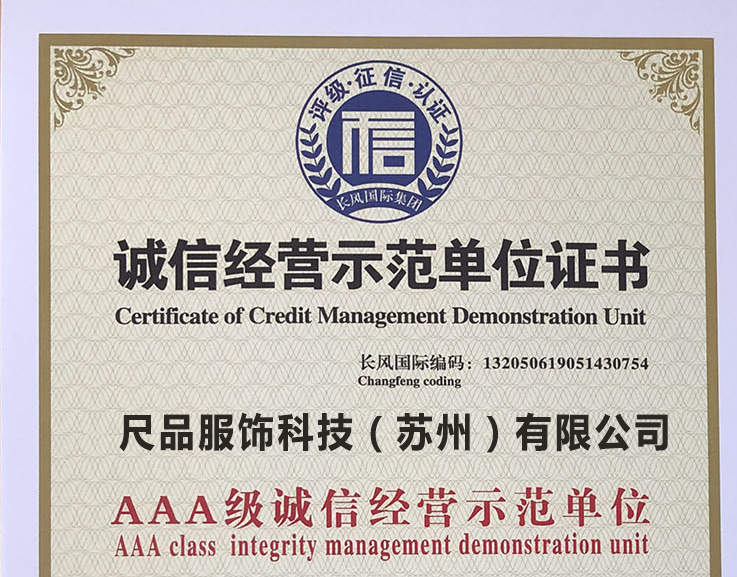 评级·征信·认证
信
长风国际集团
诚信经营示范单位证书
Certificate of Credit Management Demonstration Unit
长风国际编码：132050619051430754
Changfeng coding
尺品服饰科技（苏州）有限公司
AAA级诚信经营示范单位
AAA class integrity management demonstration unit